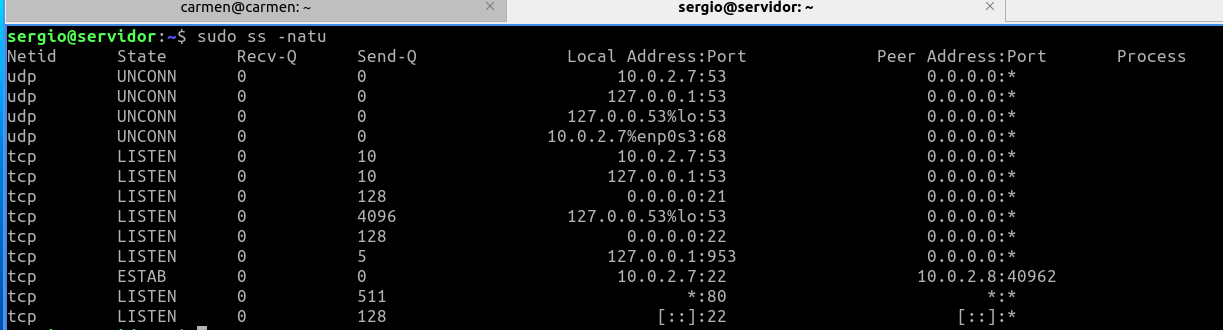 carmen@carmen: ~ × sergio@servidor: ~ ×
sergio@servidor:~$ sudo ss -natu
Netid State Recv-Q Send-Q Local Address:Port Peer Address:Port Process
udp UNCONN 0 0 10.0.2.7:53 0.0.0.0:*
udp UNCONN 0 0 127.0.0.1:53 0.0.0.0:*
udp UNCONN 0 0 127.0.0.53%lo:53 0.0.0.0:*
udp UNCONN 0 0 10.0.2.7%enp0s3:68 0.0.0.0:*
tcp LISTEN 0 10 10.0.2.7:53 0.0.0.0:*
tcp LISTEN 0 10 127.0.0.1:53 0.0.0.0:*
tcp LISTEN 0 128 0.0.0.0:21 0.0.0.0:*
tcp LISTEN 0 4096 127.0.0.53%lo:53 0.0.0.0:*
tcp LISTEN 0 128 0.0.0.0:22 0.0.0.0:*
tcp LISTEN 0 5 127.0.0.1:953 0.0.0.0:*
tcp ESTAB 0 0 10.0.2.7:22 10.0.2.8:40962
tcp LISTEN 0 511 *:80 *:*
tcp LISTEN 0 128 [::]:22 [::]:*